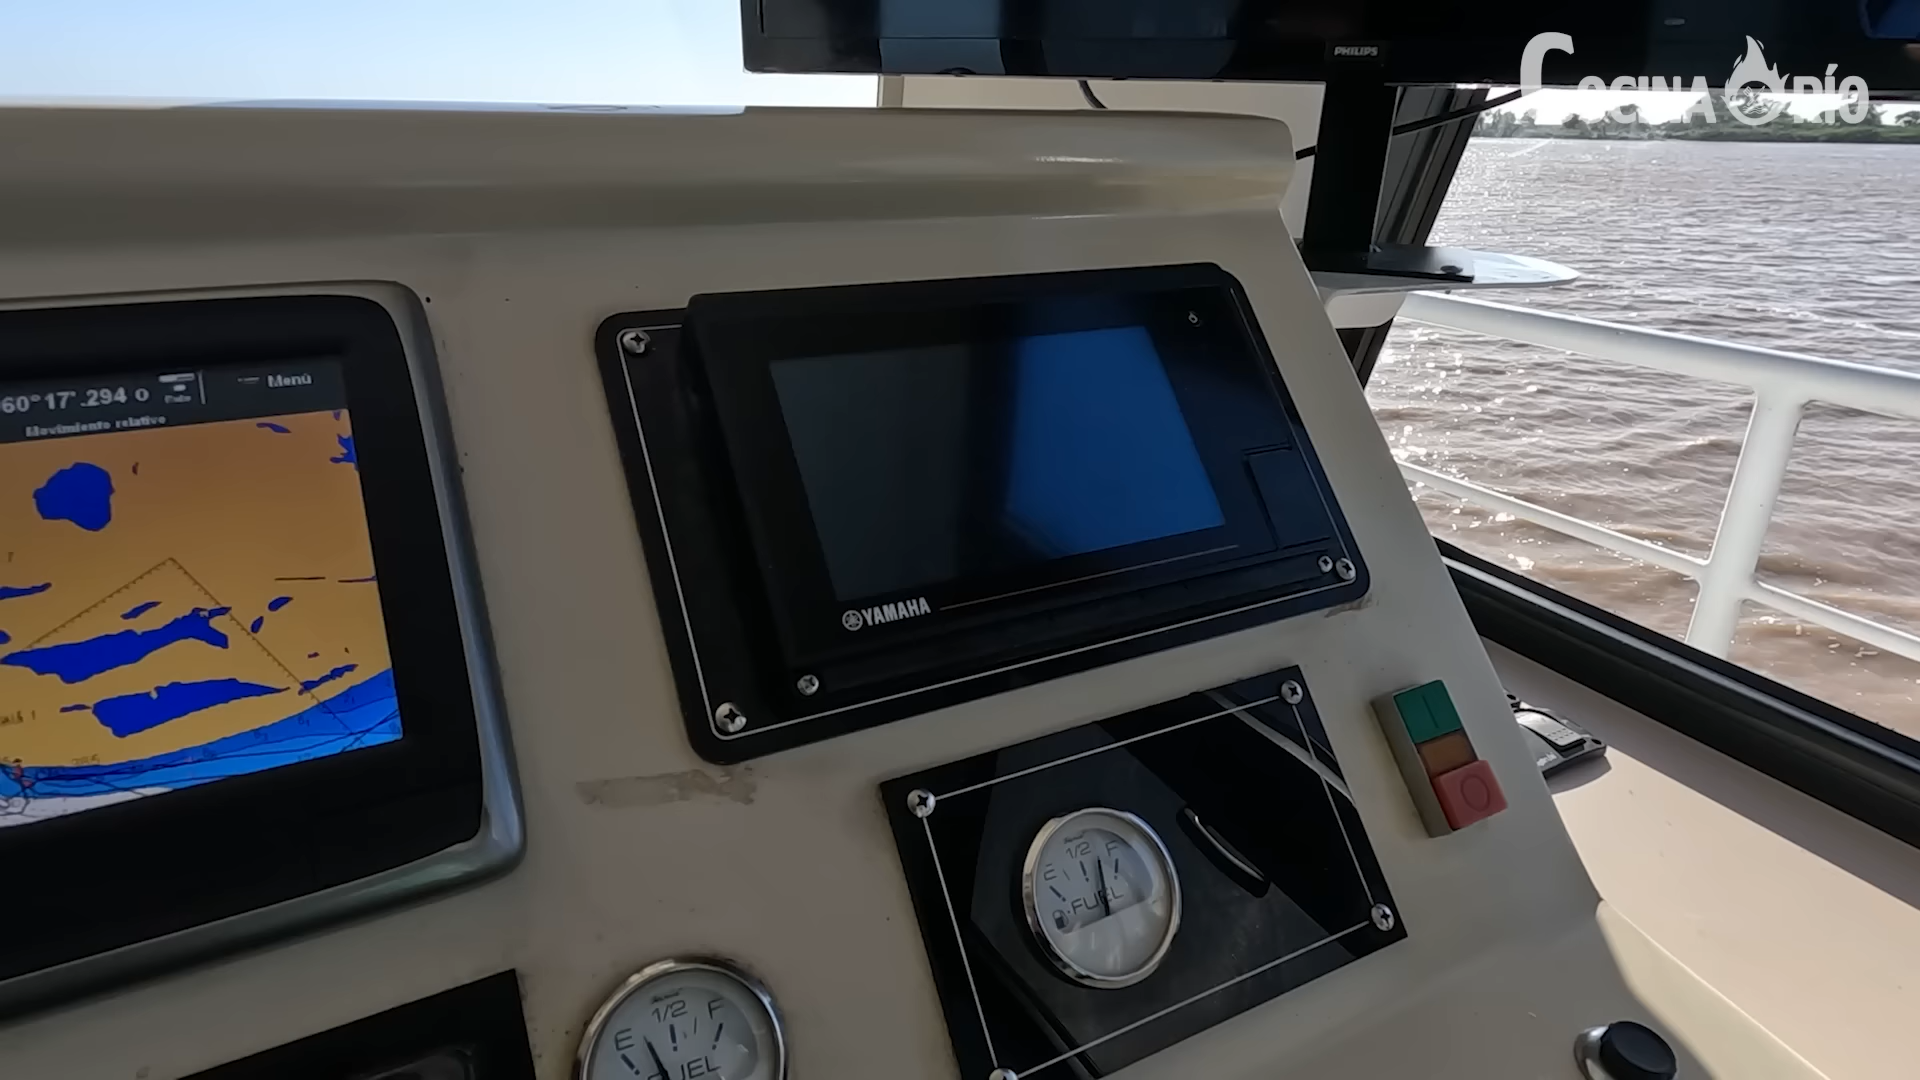 PHILIPS
COCINA RÍO
60°17'.294 o
Menú
Movimiento relativo
YAMAHA
E 1/2 F
FUEL
E 1/2 F
FUEL